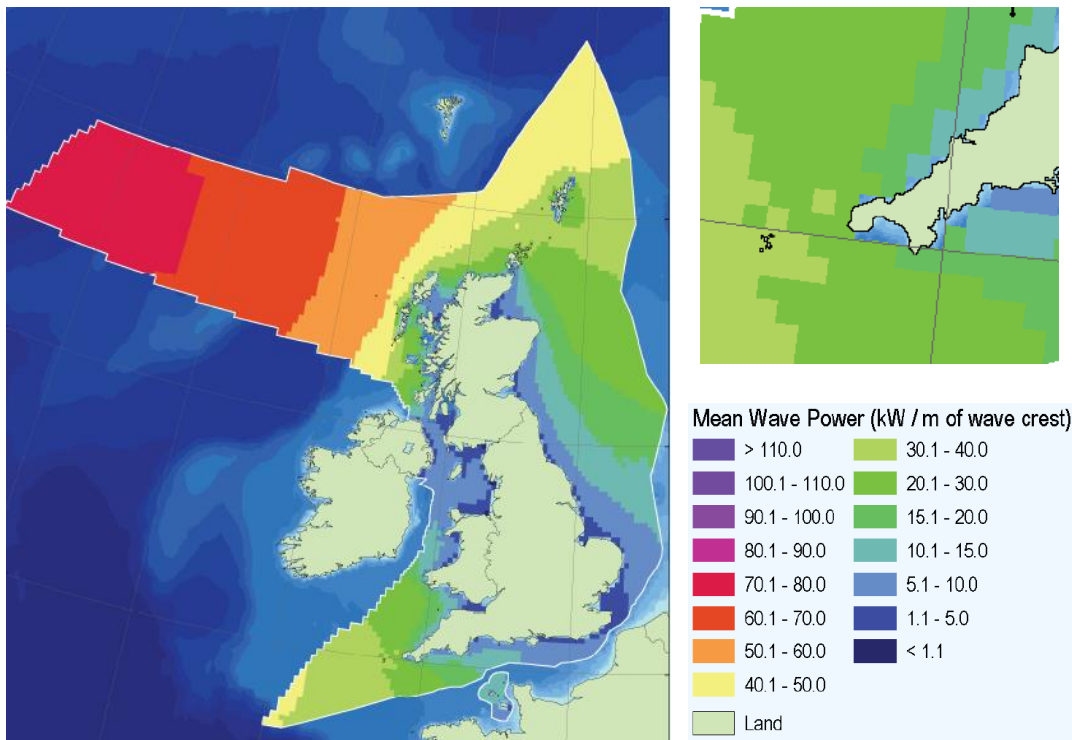 Mean Wave Power (kW / m of wave crest)
> 110.0
100.1 - 110.0
90.1 - 100.0
80.1 - 90.0
70.1 - 80.0
60.1 - 70.0
50.1 - 60.0
40.1 - 50.0
Land
30.1 - 40.0
20.1 - 30.0
15.1 - 20.0
10.1 - 15.0
5.1 - 10.0
1.1 - 5.0
< 1.1